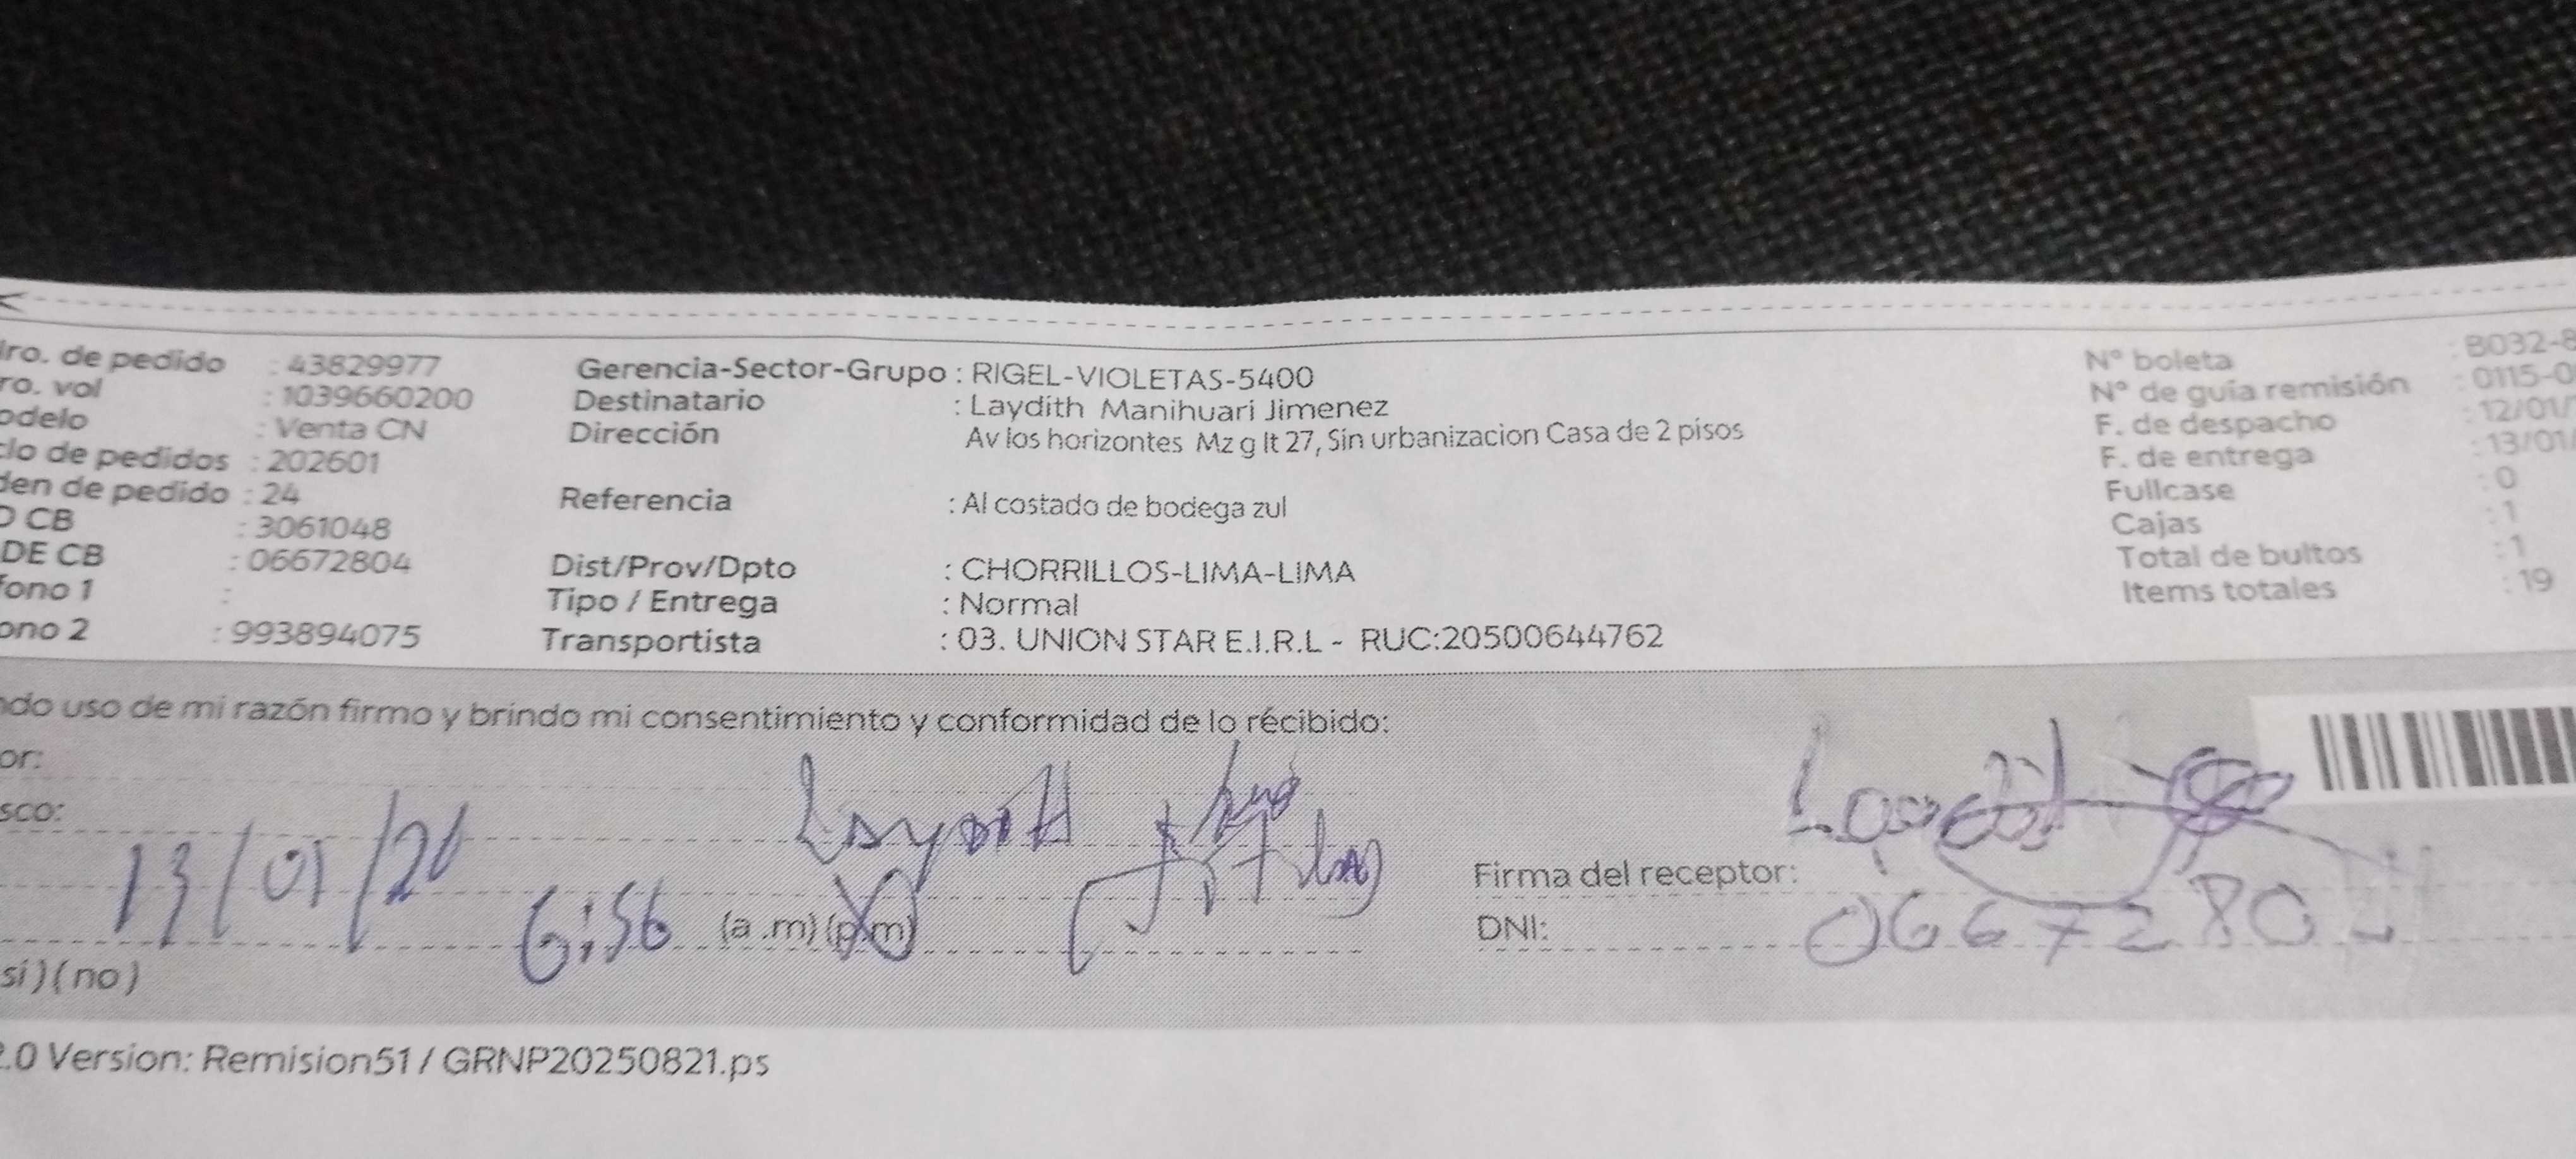 ro. de pedido : 43829977
ro. vol : 1039660200
odelo : Venta CN
clo de pedidos : 202601
den de pedido : 24
O CB : 3061048
DE CB : 06672804
fono 1 :
ono 2 : 993894075
Gerencia-Sector-Grupo : RIGEL-VIOLETAS-5400
Destinatario : Laydith Manihuari Jimenez
Dirección Av los horizontes Mz g lt 27, Sin urbanizacion Casa de 2 pisos
Referencia : Al costado de bodega zul
Dist/Prov/Dpto : CHORRILLOS-LIMA-LIMA
Tipo / Entrega : Normal
Transportista : 03. UNION STAR E.I.R.L - RUC:20500644762
N° boleta : B032-8
N° de guía remisión : 0115-0
F. de despacho : 12/01/
F. de entrega : 13/01/
Fullcase : 0
Cajas : 1
Total de bultos : 1
Items totales : 19
ndo uso de mi razón firmo y brindo mi consentimiento y conformidad de lo récibido:
or:
sco:
13/01/26
6:56 (a .m) (p.m)
si) ( no )
Firma del receptor:
DNI: 0667280
2.0 Version: Remision51 / GRNP20250821.ps